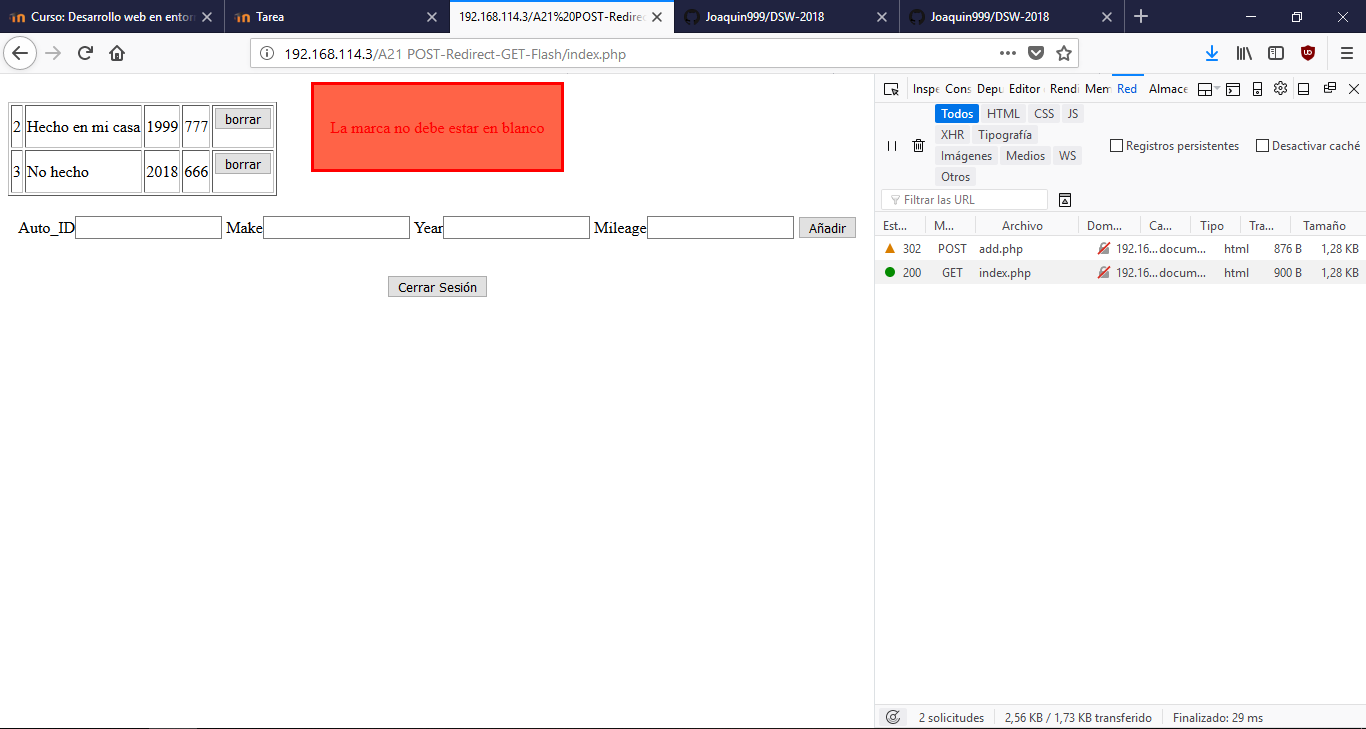 Curso: Desarrollo web en entorn
Tarea
192.168.114.3/A21%20POST-Redirec
Joaquin999/DSW-2018
Joaquin999/DSW-2018
192.168.114.3/A21 POST-Redirect-GET-Flash/index.php
2 Hecho en mi casa 1999 777 borrar
3 No hecho 2018 666 borrar
La marca no debe estar en blanco
Auto_ID Make Year Mileage Añadir
Cerrar Sesión
Inspe Cons Depu Editor Rendi Mem Red Almace
Todos HTML CSS JS
XHR Tipografía
Imágenes Medios WS
Otros
Registros persistentes Desactivar caché
Filtrar las URL
Est... M... Archivo Dom... Ca... Tipo Tra... Tamaño
302 POST add.php 192.16... docum... html 876 B 1,28 KB
200 GET index.php 192.16... docum... html 900 B 1,28 KB
2 solicitudes 2,56 KB / 1,73 KB transferido Finalizado: 29 ms